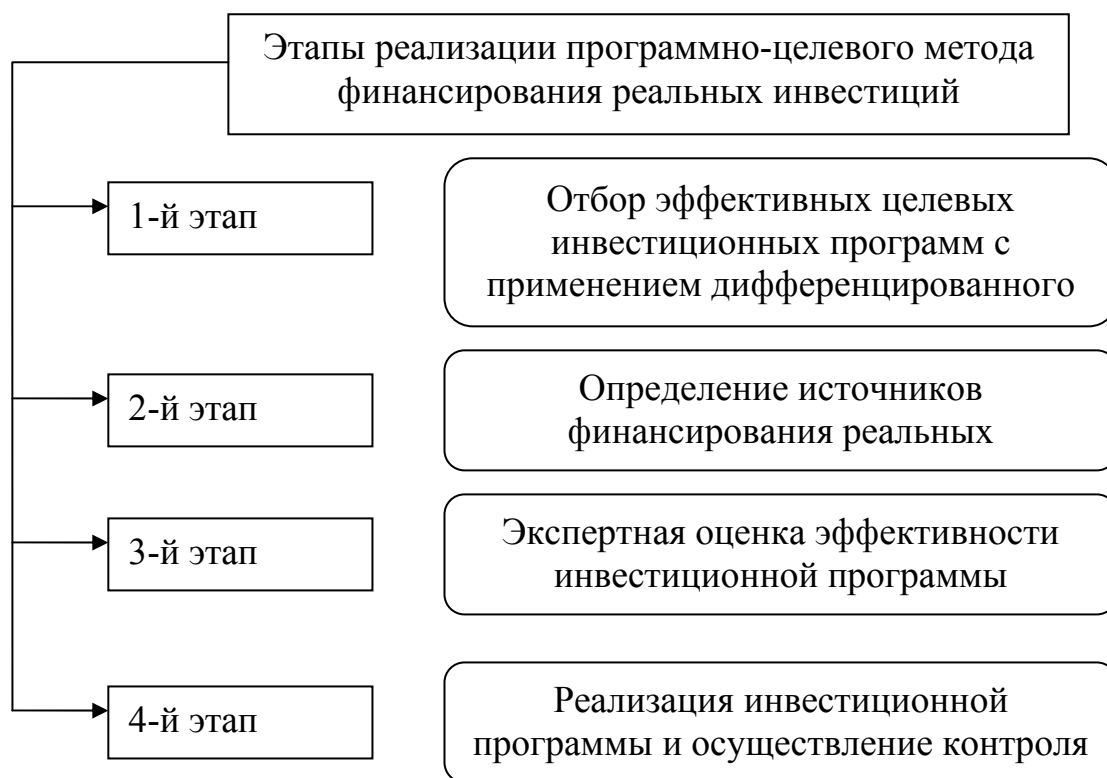 Этапы реализации программно-целевого метода
финансирования реальных инвестиций
1-й этап
Отбор эффективных целевых
инвестиционных программ с
применением дифференцированного
2-й этап
Определение источников
финансирования реальных
3-й этап
Экспертная оценка эффективности
инвестиционной программы
4-й этап
Реализация инвестиционной
программы и осуществление контроля